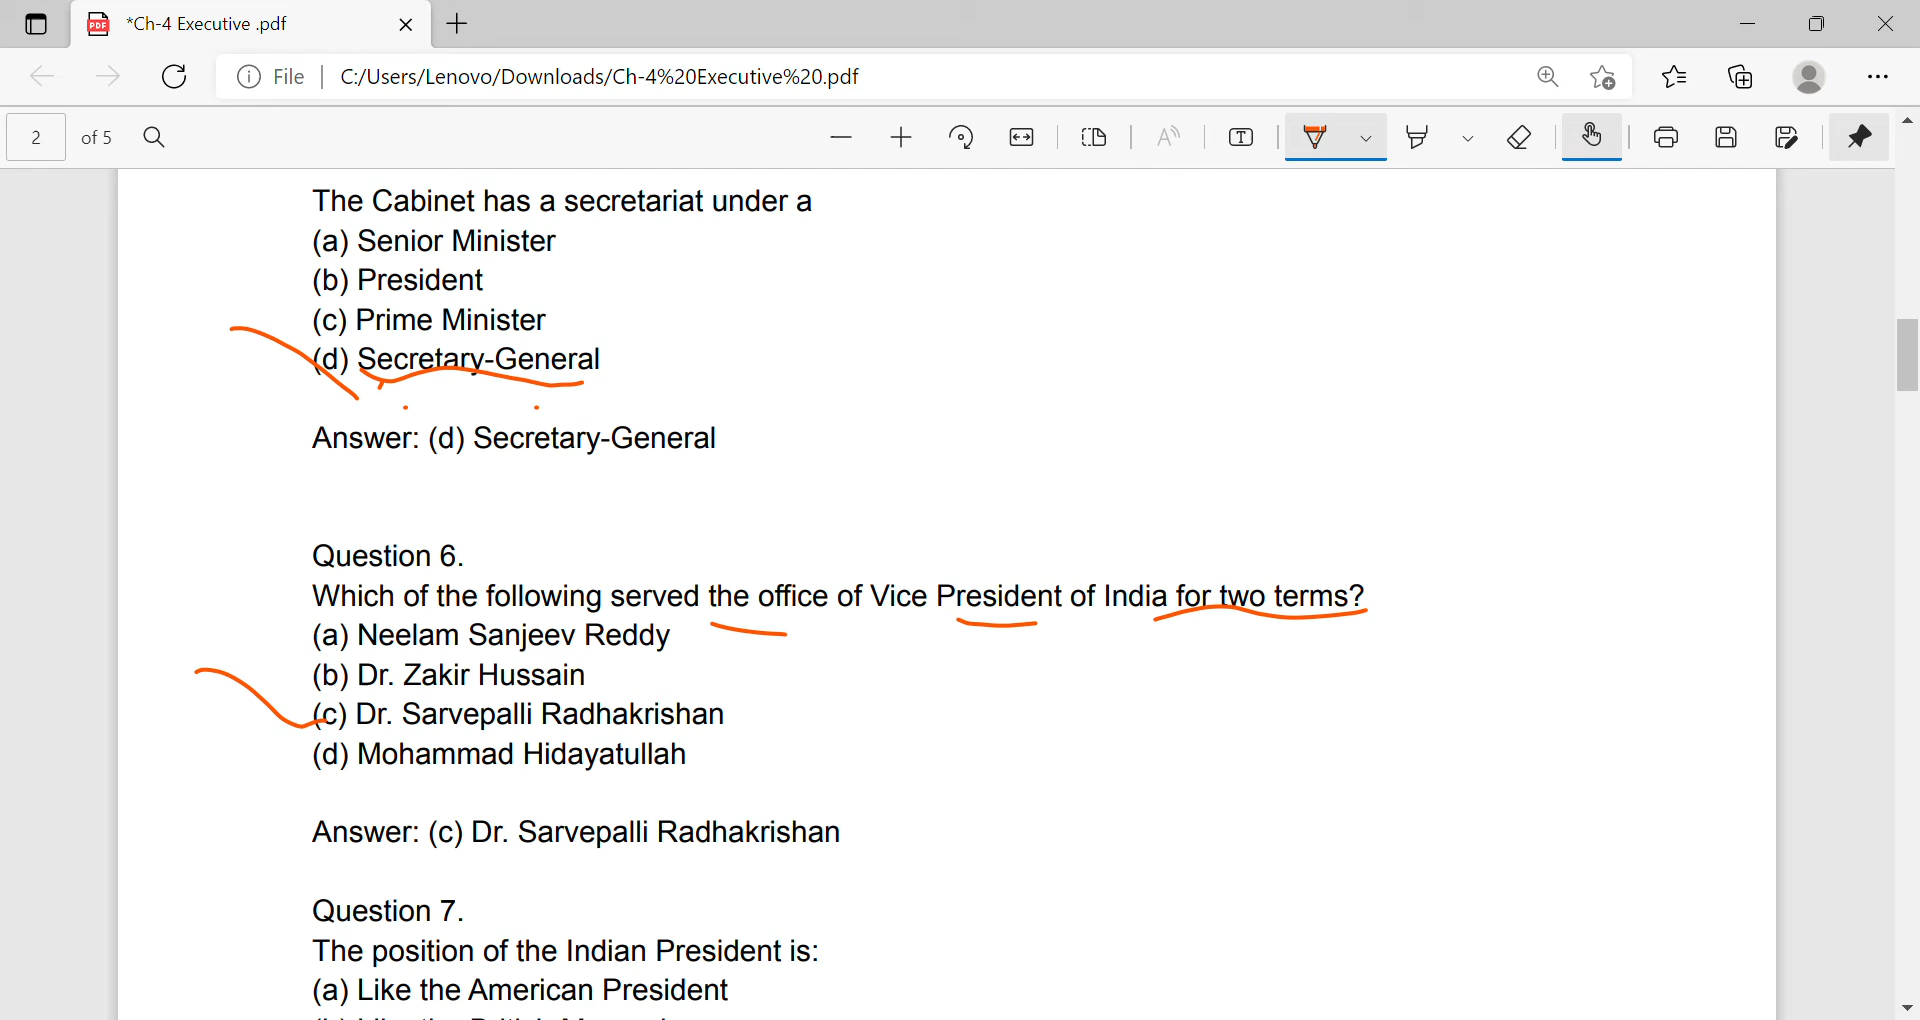 *Ch-4 Executive .pdf
File
C:/Users/Lenovo/Downloads/Ch-4%20Executive%20.pdf
2 of 5
The Cabinet has a secretariat under a
(a) Senior Minister
(b) President
(c) Prime Minister
(d) Secretary-General
Answer: (d) Secretary-General
Question 6.
Which of the following served the office of Vice President of India for two terms?
(a) Neelam Sanjeev Reddy
(b) Dr. Zakir Hussain
(c) Dr. Sarvepalli Radhakrishan
(d) Mohammad Hidayatullah
Answer: (c) Dr. Sarvepalli Radhakrishan
Question 7.
The position of the Indian President is:
(a) Like the American President